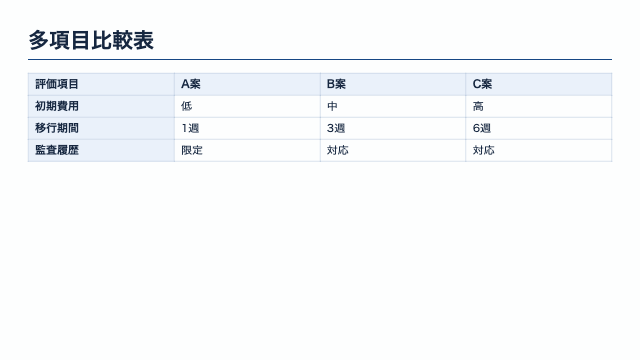 多項目比較表
評価項目 A案 B案 C案
初期費用 低 中 高
移行期間 1週 3週 6週
監査履歴 限定 対応 対応